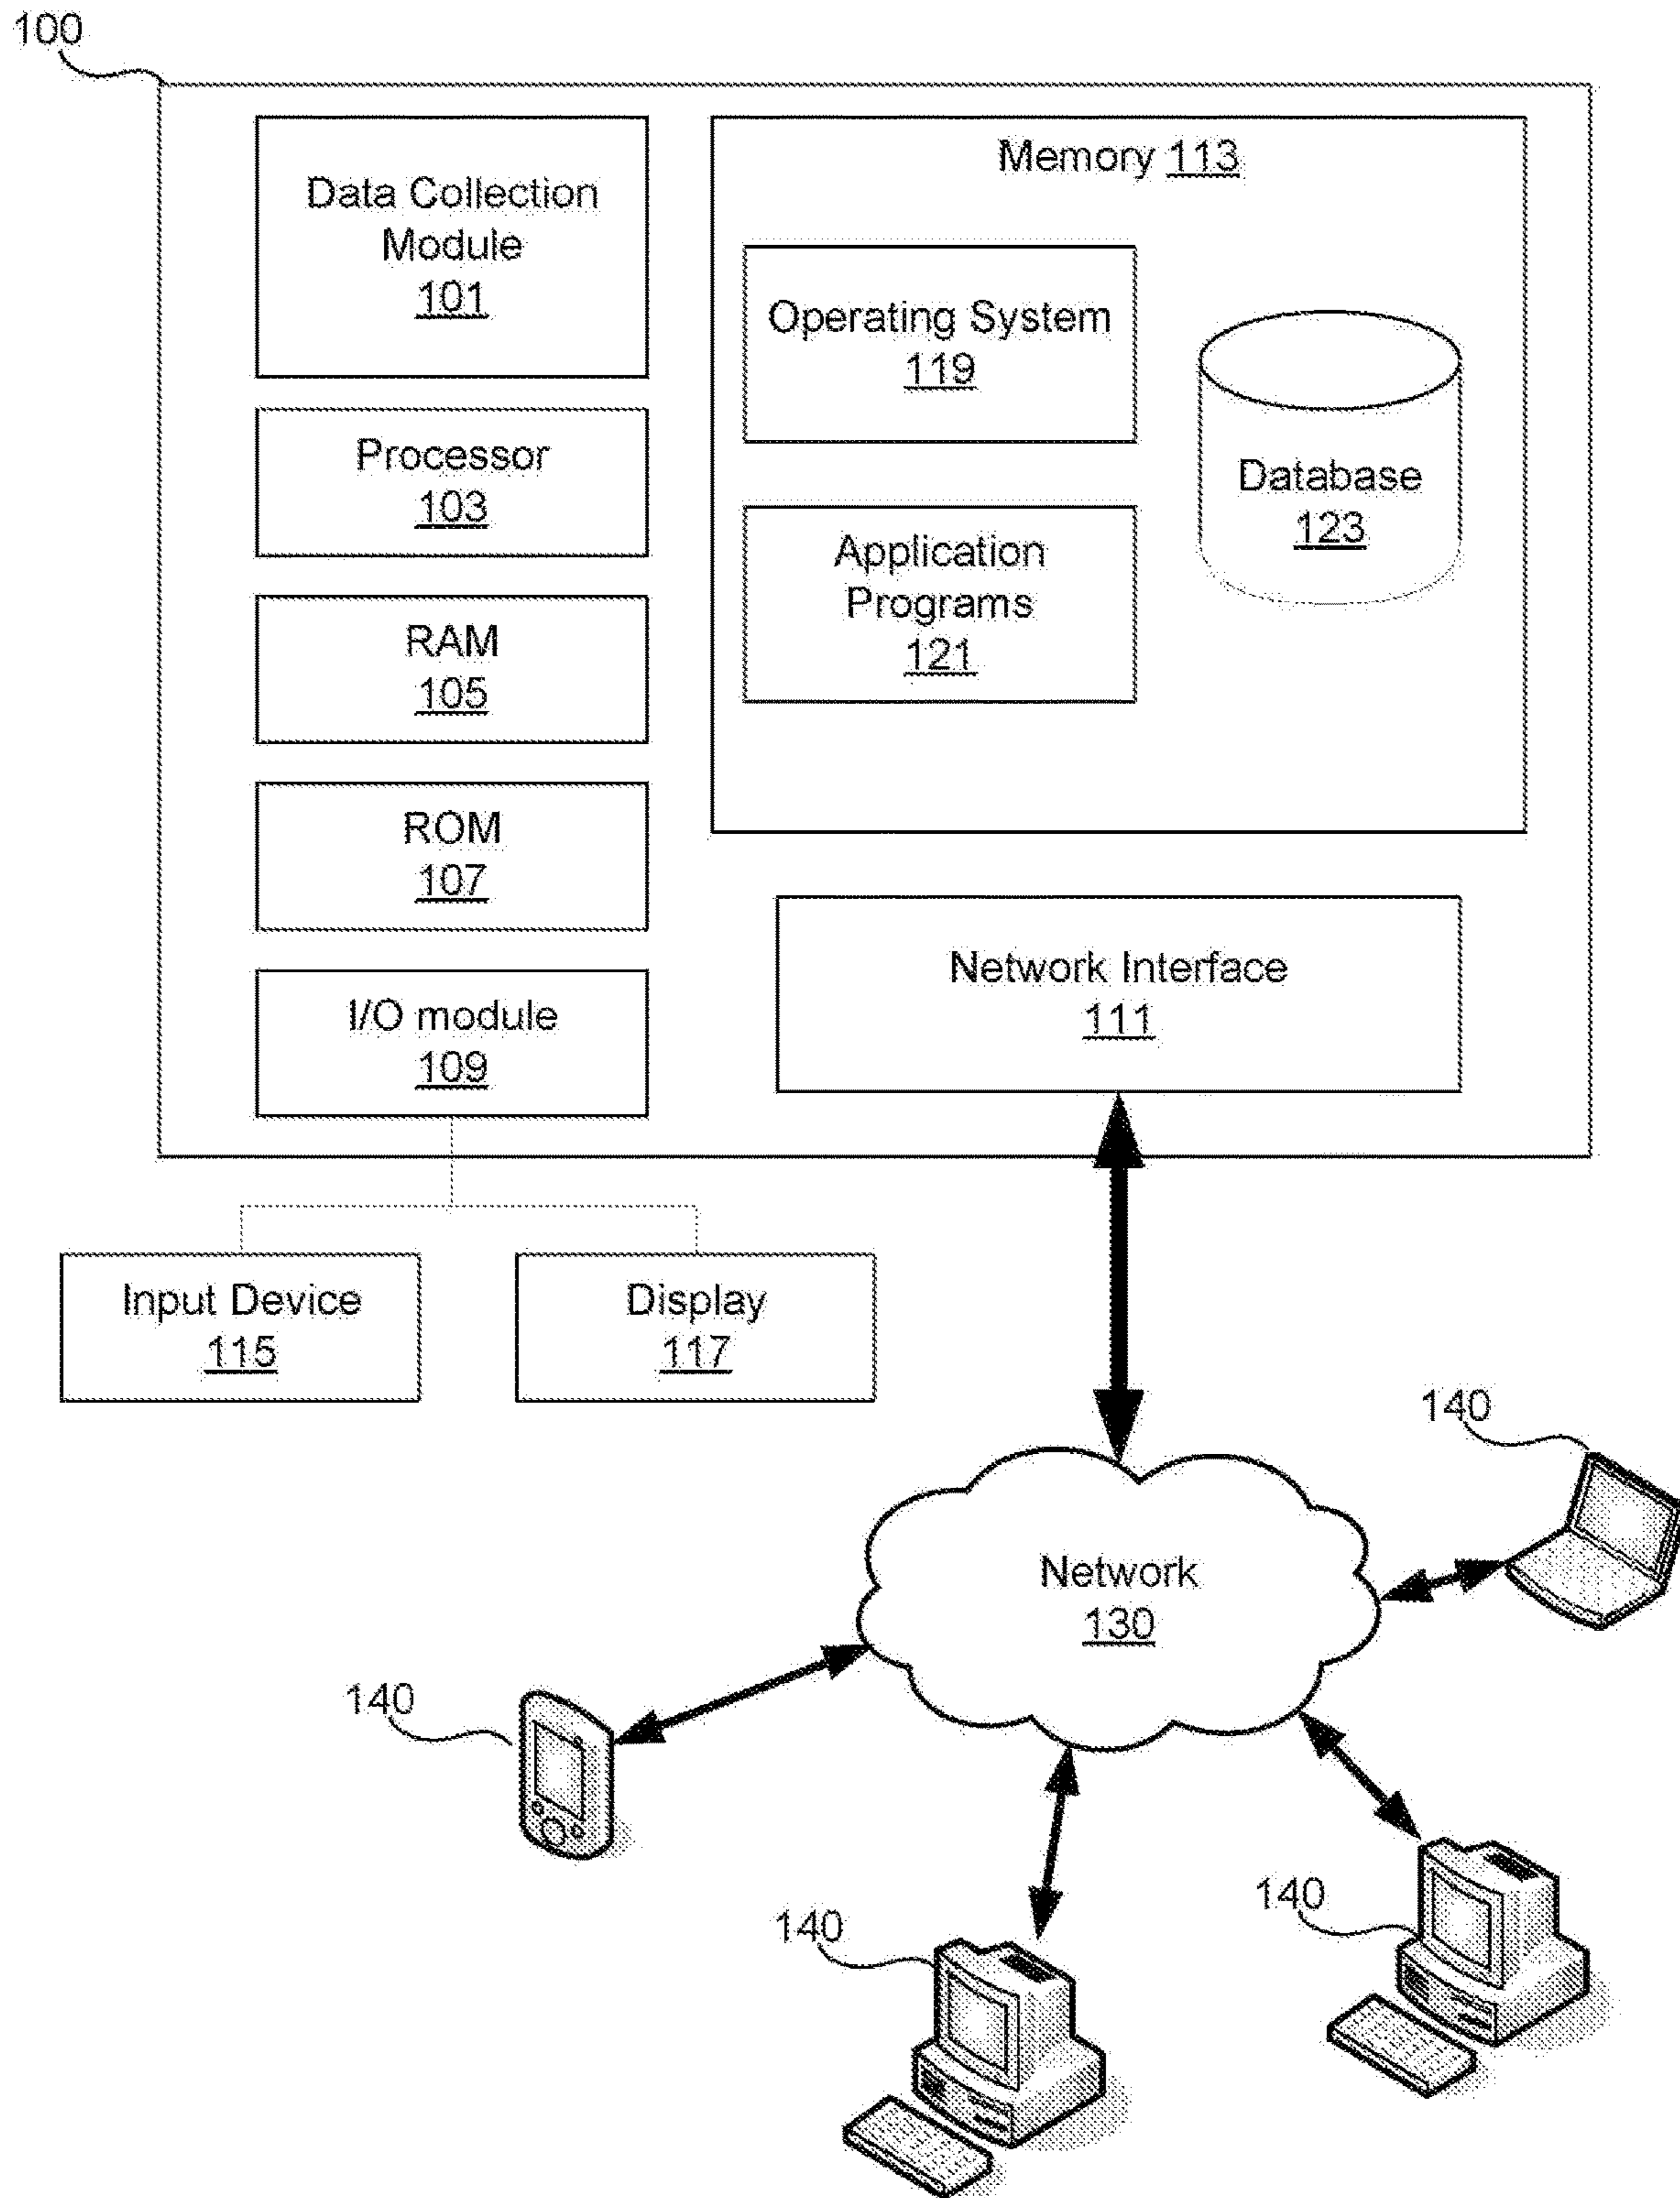 100
Data Collection
Module
101
Processor
103
RAM
105
ROM
107
I/O module
109
Memory 113
Operating System
119
Application
Programs
121
Database
123
Network Interface
111
Input Device
115
Display
117
140
Network
130
140
140
140